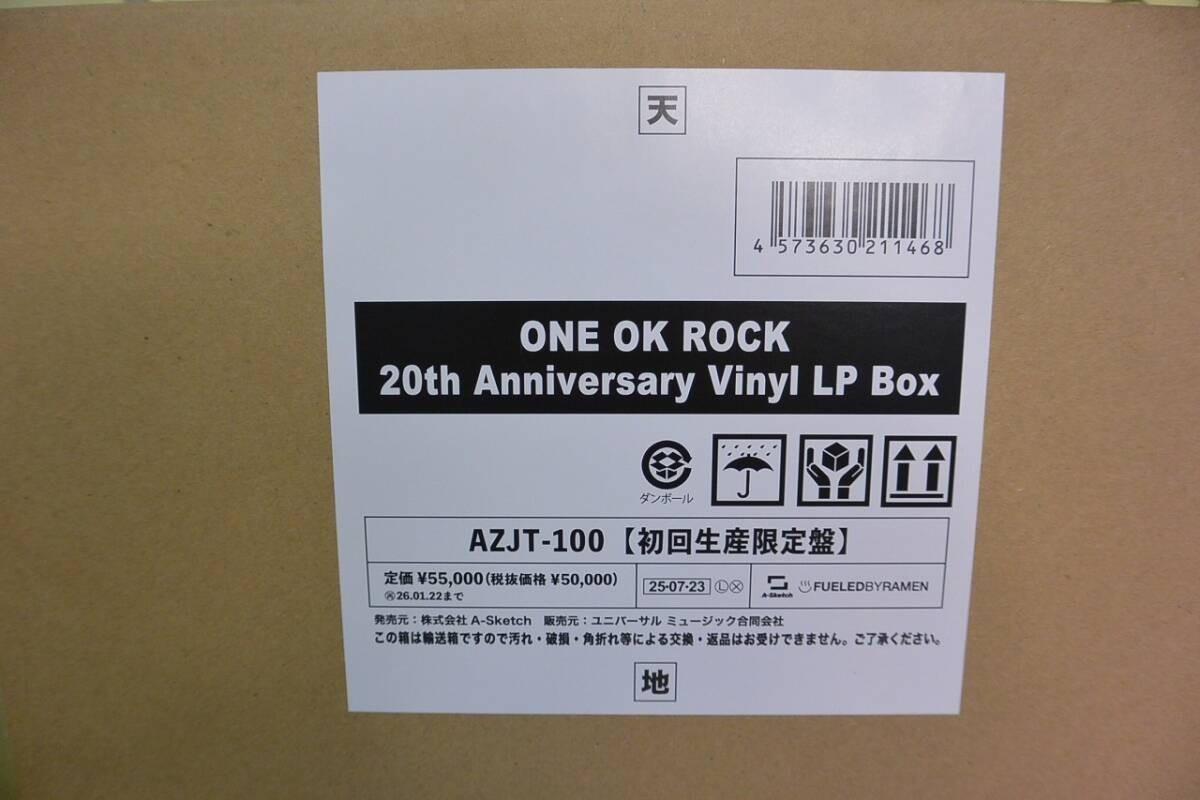 天
4 573630 211468
ONE OK ROCK
20th Anniversary Vinyl LP Box
ダンボール
AZJT-100【初回生産限定盤】
定価 ¥55,000(税抜価格 ¥50,000)
㋬26.01.22まで
25・07・23 Ⓛ
A-Sketch FUELEDBYRAMEN
発売元：株式会社 A-Sketch 販売元：ユニバーサル ミュージック合同会社
この箱は輸送箱ですので汚れ・破損・角折れ等による交換・返品はお受けできません。ご了承ください。
地